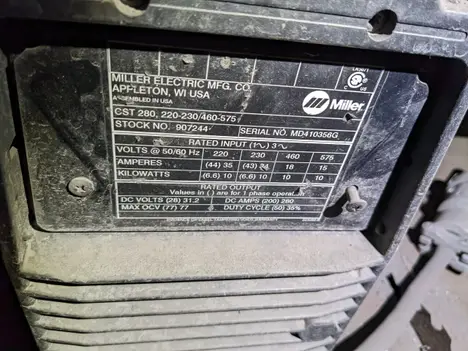 MILLER ELECTRIC MFG. CO.
APPLETON, WI USA
ASSEMBLED IN USA
Miller
CST 280, 220-230/460-575
STOCK NO. 907244
SERIAL NO. MD410356G
RATED INPUT (1~) 3~
VOLTS @ 50/60 Hz 220 230 460 575
AMPERES (44) 35 (43) 34 18 15
KILOWATTS (6.6) 10 (6.6) 10 10 10
RATED OUTPUT
Values in ( ) are for 1 phase operation
DC VOLTS (28) 31.2 DC AMPS (200) 280
MAX OCV (77) 77 DUTY CYCLE (50) 35%